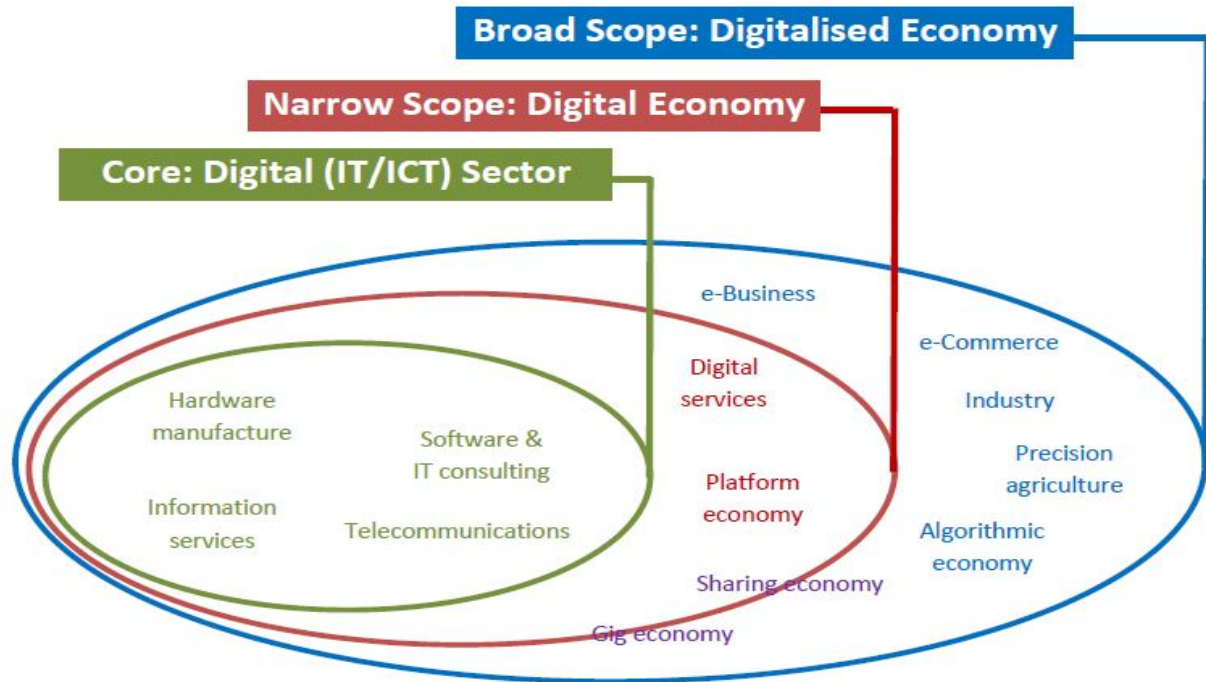 Broad Scope: Digitalised Economy
Narrow Scope: Digital Economy
Core: Digital (IT/ICT) Sector
e-Business
e-Commerce
Digital
services
Industry
Hardware
manufacture
Software &
IT consulting
Precision
agriculture
Platform
economy
Information
services
Telecommunications
Algorithmic
economy
Sharing economy
Gig economy